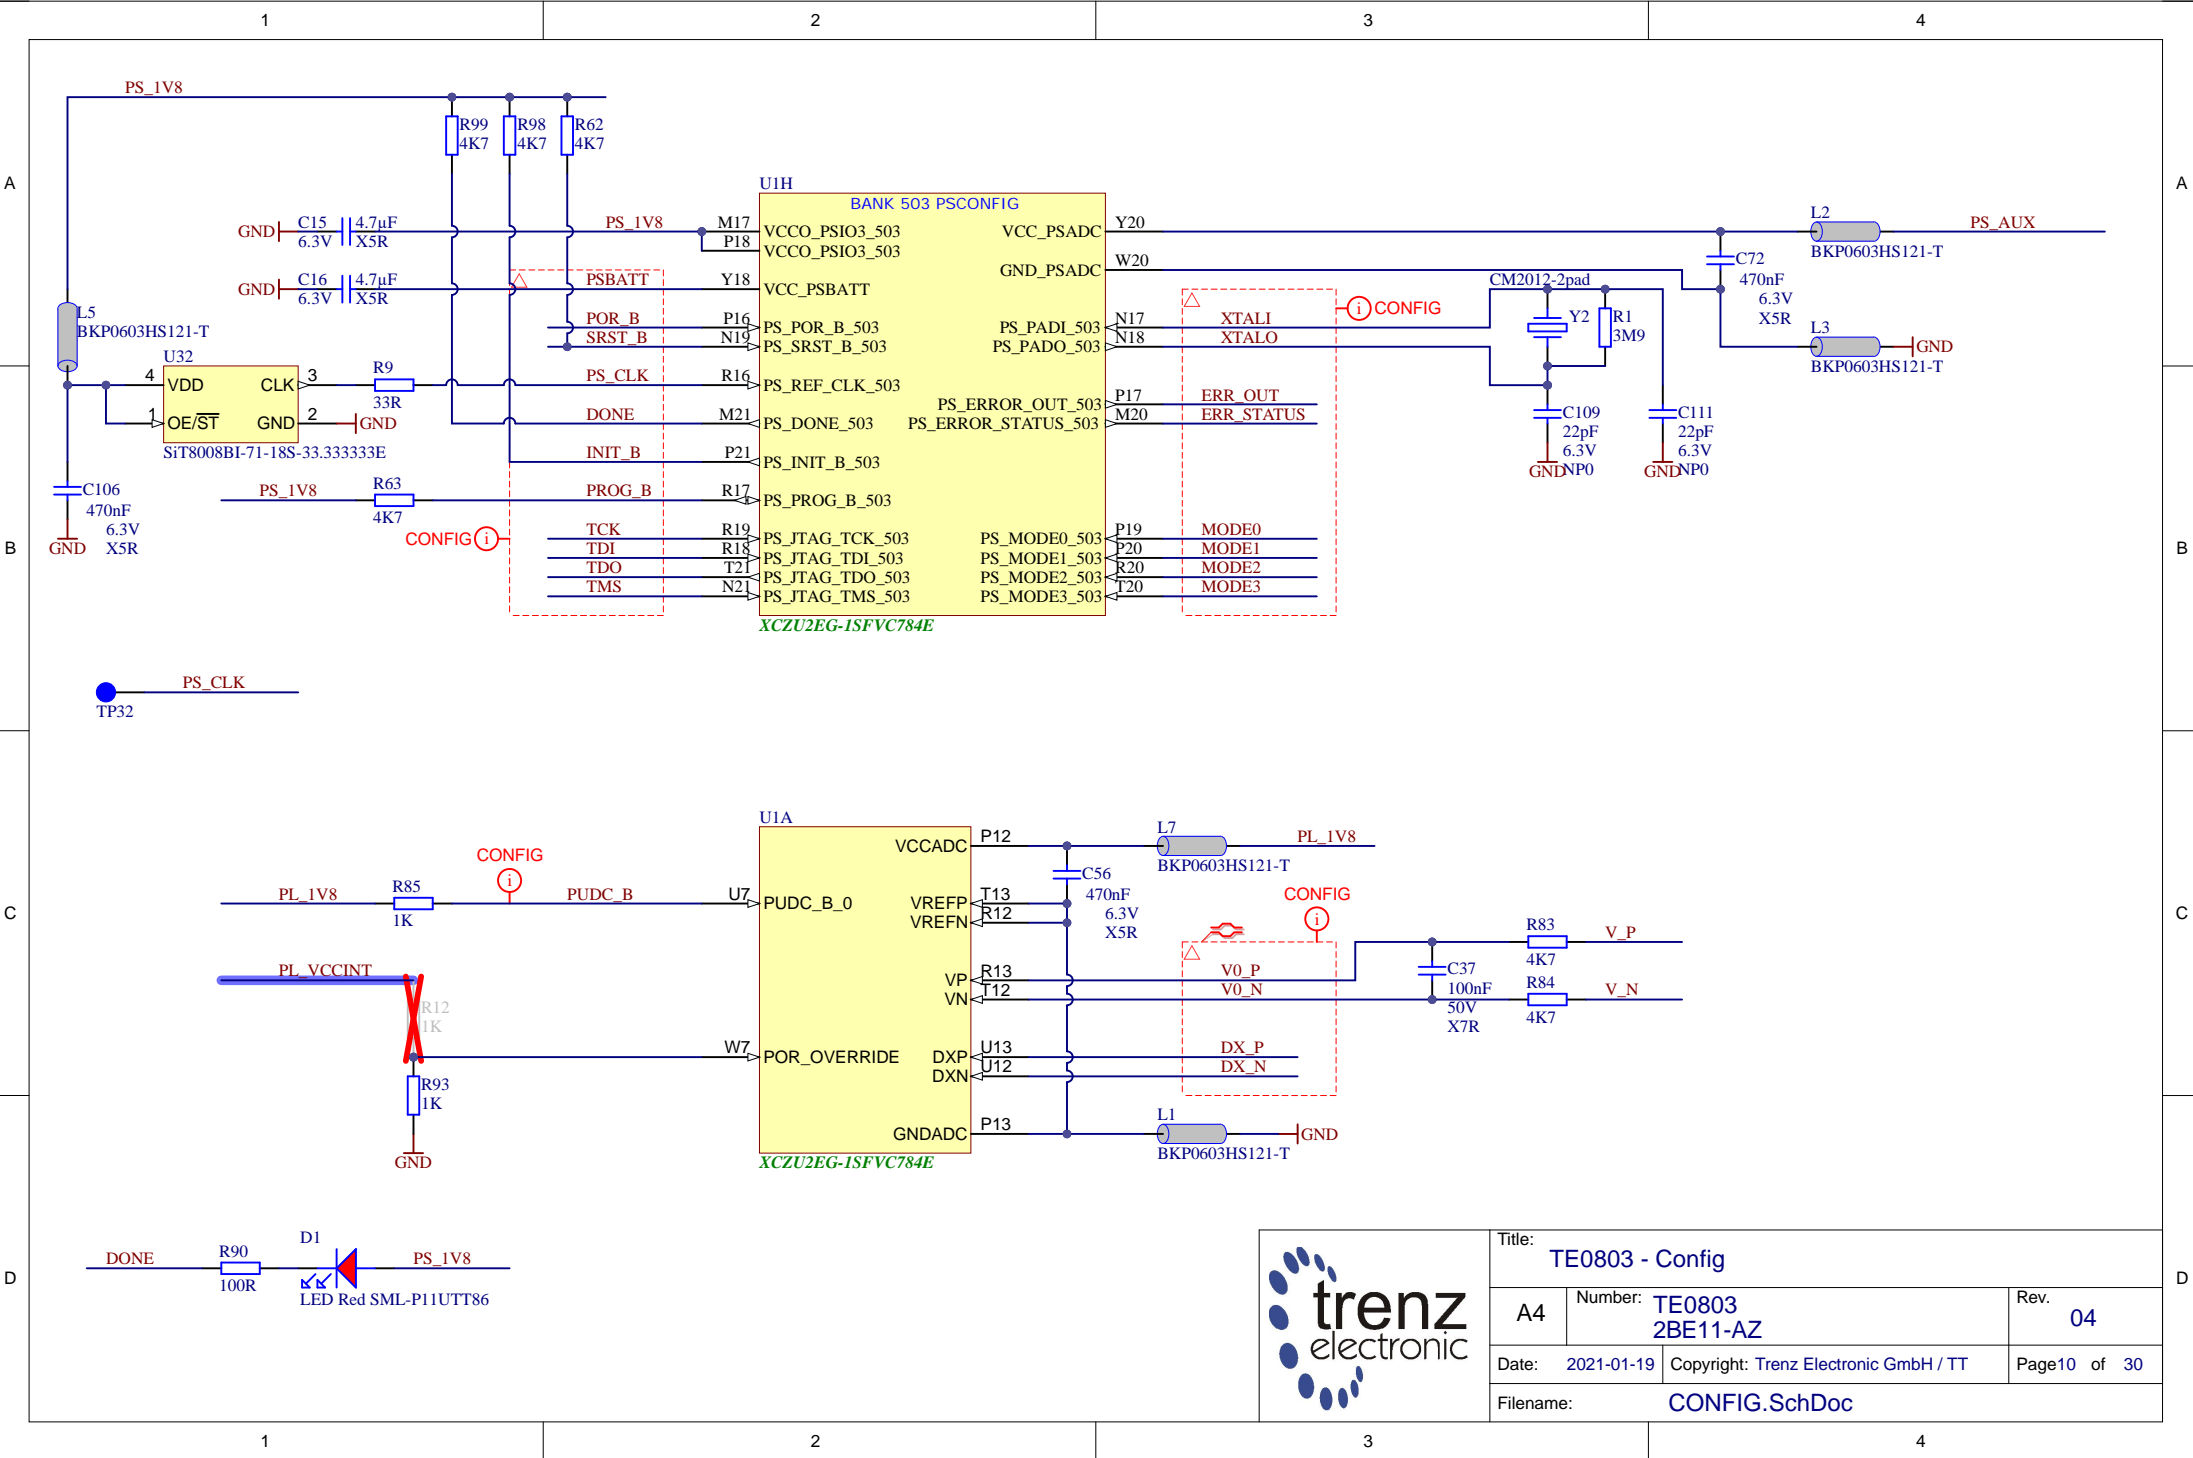 1 2 3 4
A A
B B
C C
D D
1 2 3 4
PS_1V8
R99
4K7
R98
4K7
R62
4K7
GND
C15
6.3V
4.7µF
X5R
PS_1V8
GND
C16
6.3V
4.7µF
X5R
PSBATT
L5
BKP0603HS121-T
U32
4 VDD
CLK 3
1 OE/ST
GND 2
GND
SiT8008BI-71-18S-33.333333E
R9
33R
C106
470nF
6.3V
X5R
GND
PS_1V8
R63
4K7
CONFIG i
POR_B
SRST_B
PS_CLK
DONE
INIT_B
PROG_B
TCK
TDI
TDO
TMS
U1H
BANK 503 PSCONFIG
M17 VCCO_PSIO3_503
P18 VCCO_PSIO3_503
Y18 VCC_PSBATT
P16 PS_POR_B_503
N19 PS_SRST_B_503
R16 PS_REF_CLK_503
M21 PS_DONE_503
P21 PS_INIT_B_503
R17 PS_PROG_B_503
R19 PS_JTAG_TCK_503
R18 PS_JTAG_TDI_503
T21 PS_JTAG_TDO_503
N21 PS_JTAG_TMS_503
VCC_PSADC Y20
GND_PSADC W20
PS_PADI_503 N17
PS_PADO_503 N18
PS_ERROR_OUT_503 P17
PS_ERROR_STATUS_503 M20
PS_MODE0_503 P19
PS_MODE1_503 P20
PS_MODE2_503 R20
PS_MODE3_503 T20
XCZU2EG-1SFVC784E
XTALI
XTALO
ERR_OUT
ERR_STATUS
MODE0
MODE1
MODE2
MODE3
i CONFIG
CM2012-2pad
Y2
R1
3M9
C109
22pF
6.3V
NP0
GND
C111
22pF
6.3V
NP0
GND
C72
470nF
6.3V
X5R
L2
BKP0603HS121-T
PS_AUX
L3
BKP0603HS121-T
GND
PS_CLK
TP32
PL_1V8
R85
1K
CONFIG
i
PUDC_B
PL_VCCINT
R12
1K
R93
1K
GND
U1A
U7 PUDC_B_0
W7 POR_OVERRIDE
VCCADC P12
VREFP T13
VREFN R12
VP R13
VN T12
DXP U13
DXN U12
GNDADC P13
XCZU2EG-1SFVC784E
C56
470nF
6.3V
X5R
L7
BKP0603HS121-T
PL_1V8
CONFIG
i
V0_P
V0_N
DX_P
DX_N
C37
100nF
50V
X7R
R83
4K7
V_P
R84
4K7
V_N
L1
BKP0603HS121-T
GND
DONE
R90
100R
D1
PS_1V8
LED Red SML-P11UTT86
trenz
electronic
Title:
TE0803 - Config
A4
Number: TE0803
2BE11-AZ
Rev.
04
Date: 2021-01-19
Copyright: Trenz Electronic GmbH / TT
Page10 of 30
Filename: CONFIG.SchDoc